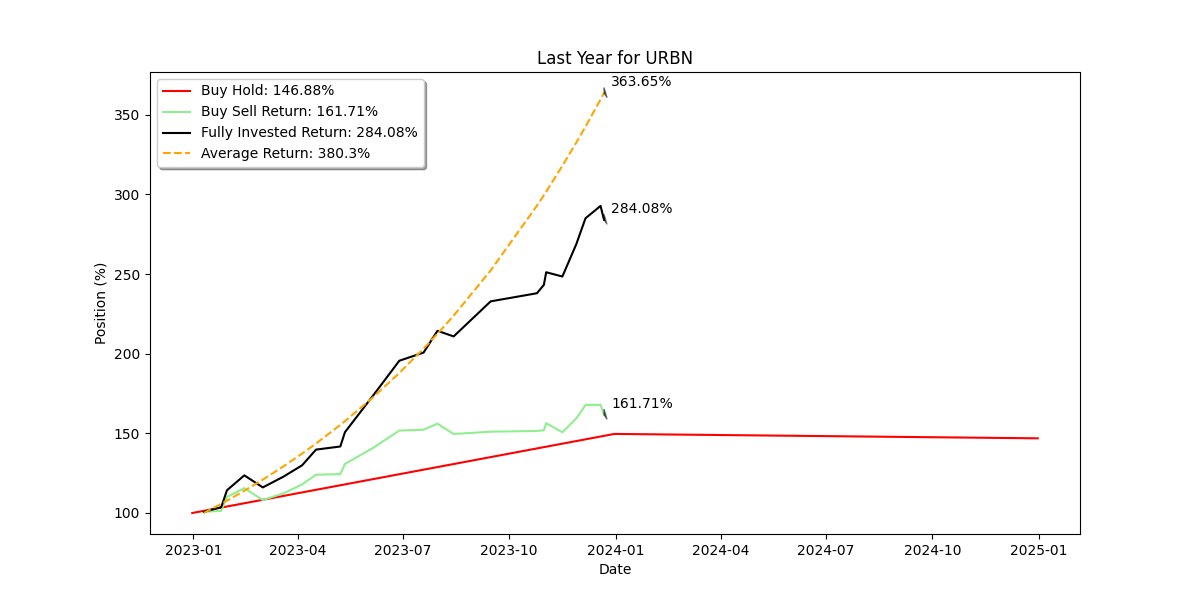 Last Year for URBN
Buy Hold: 146.88%
Buy Sell Return: 161.71%
Fully Invested Return: 284.08%
Average Return: 380.3%
363.65%
284.08%
161.71%
Position (%)
350
300
250
200
150
100
2023-01 2023-04 2023-07 2023-10 2024-01 2024-04 2024-07 2024-10 2025-01
Date